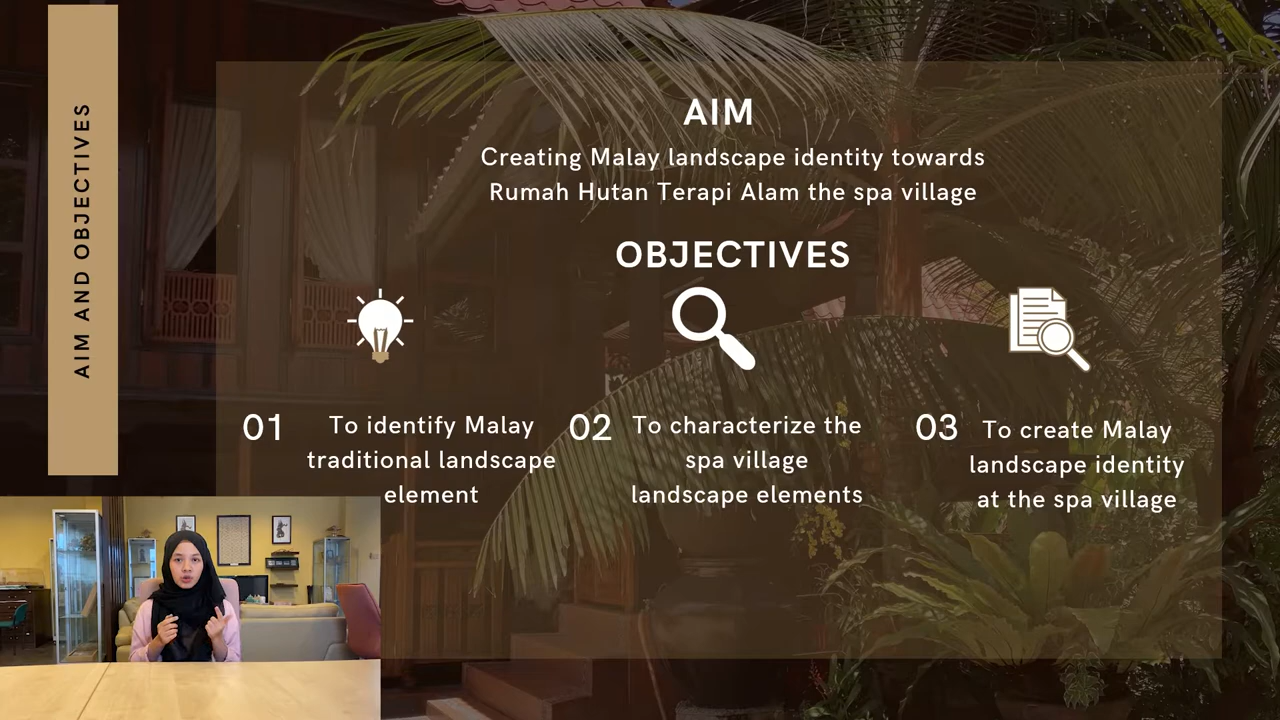 AIM AND OBJECTIVES
AIM
Creating Malay landscape identity towards
Rumah Hutan Terapi Alam the spa village
OBJECTIVES
01
To identify Malay
traditional landscape
element
02
To characterize the
spa village
landscape elements
03
To create Malay
landscape identity
at the spa village